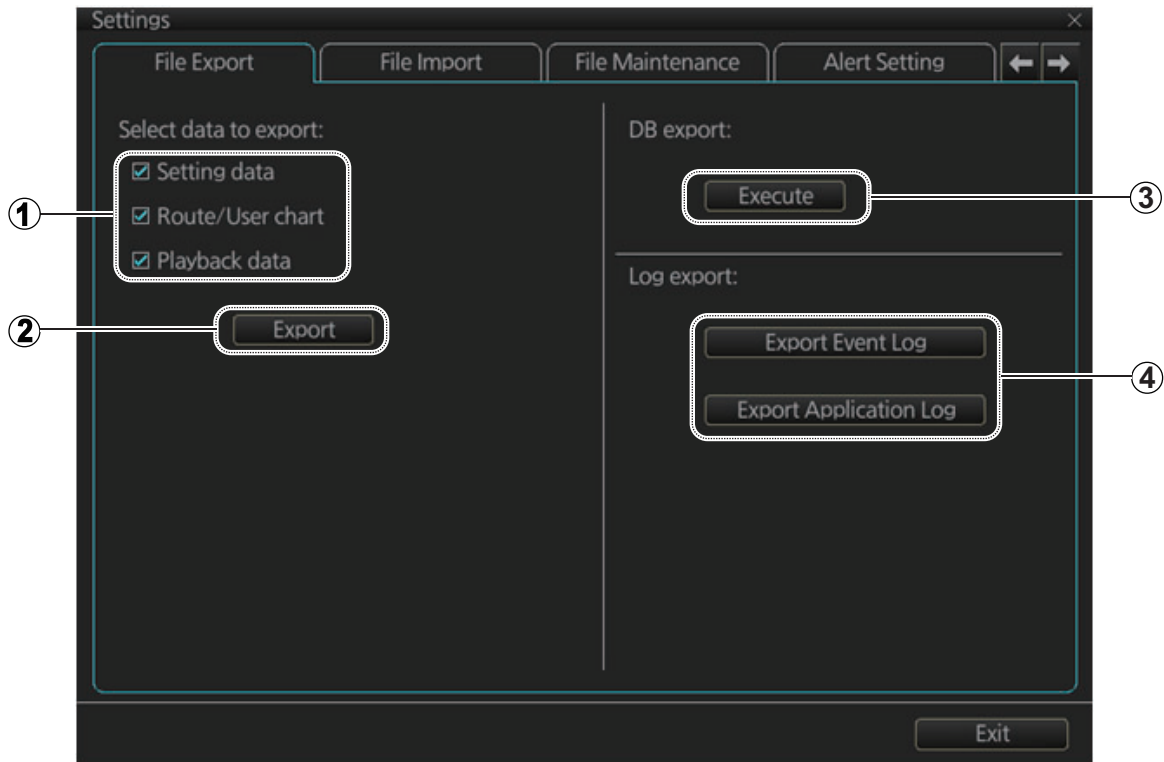 Settings
File Export
File Import
File Maintenance
Alert Setting
Select data to export:
Setting data
Route/User chart
Playback data
Export
DB export:
Execute
Log export:
Export Event Log
Export Application Log
Exit
1
2
3
4